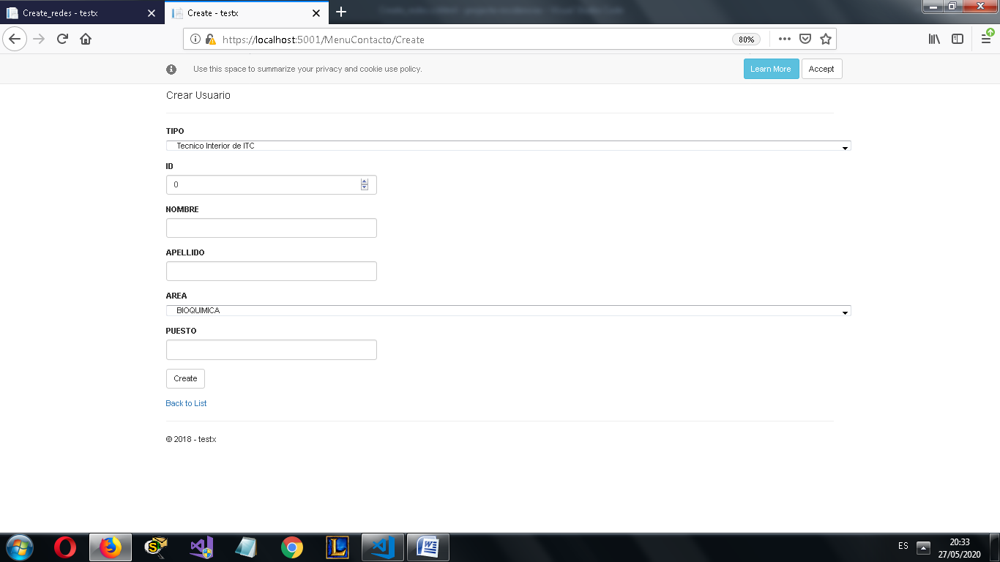 Create_redes - testx
Create - testx
https://localhost:5001/MenuContacto/Create
80%
Use this space to summarize your privacy and cookie use policy.
Learn More
Accept
Crear Usuario
TIPO
Tecnico Interior de ITC
ID
0
NOMBRE
APELLIDO
AREA
BIOQUIMICA
PUESTO
Create
Back to List
© 2018 - testx
ES
20:33
27/05/2020